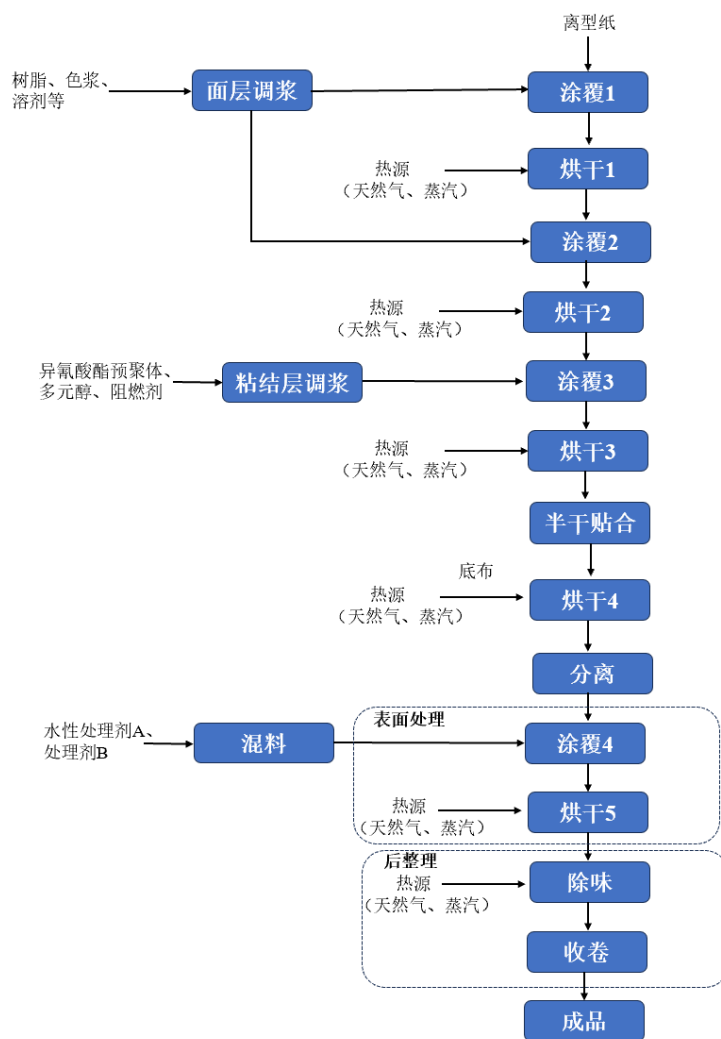 离型纸
树脂、色浆、
溶剂等
面层调浆
涂覆1
热源
（天然气、蒸汽）
烘干1
涂覆2
热源
（天然气、蒸汽）
烘干2
异氰酸酯预聚体、
多元醇、阻燃剂
粘结层调浆
涂覆3
热源
（天然气、蒸汽）
烘干3
半干贴合
底布
热源
（天然气、蒸汽）
烘干4
分离
表面处理
水性处理剂A、
处理剂B
混料
涂覆4
热源
（天然气、蒸汽）
烘干5
后整理
热源
（天然气、蒸汽）
除味
收卷
成品